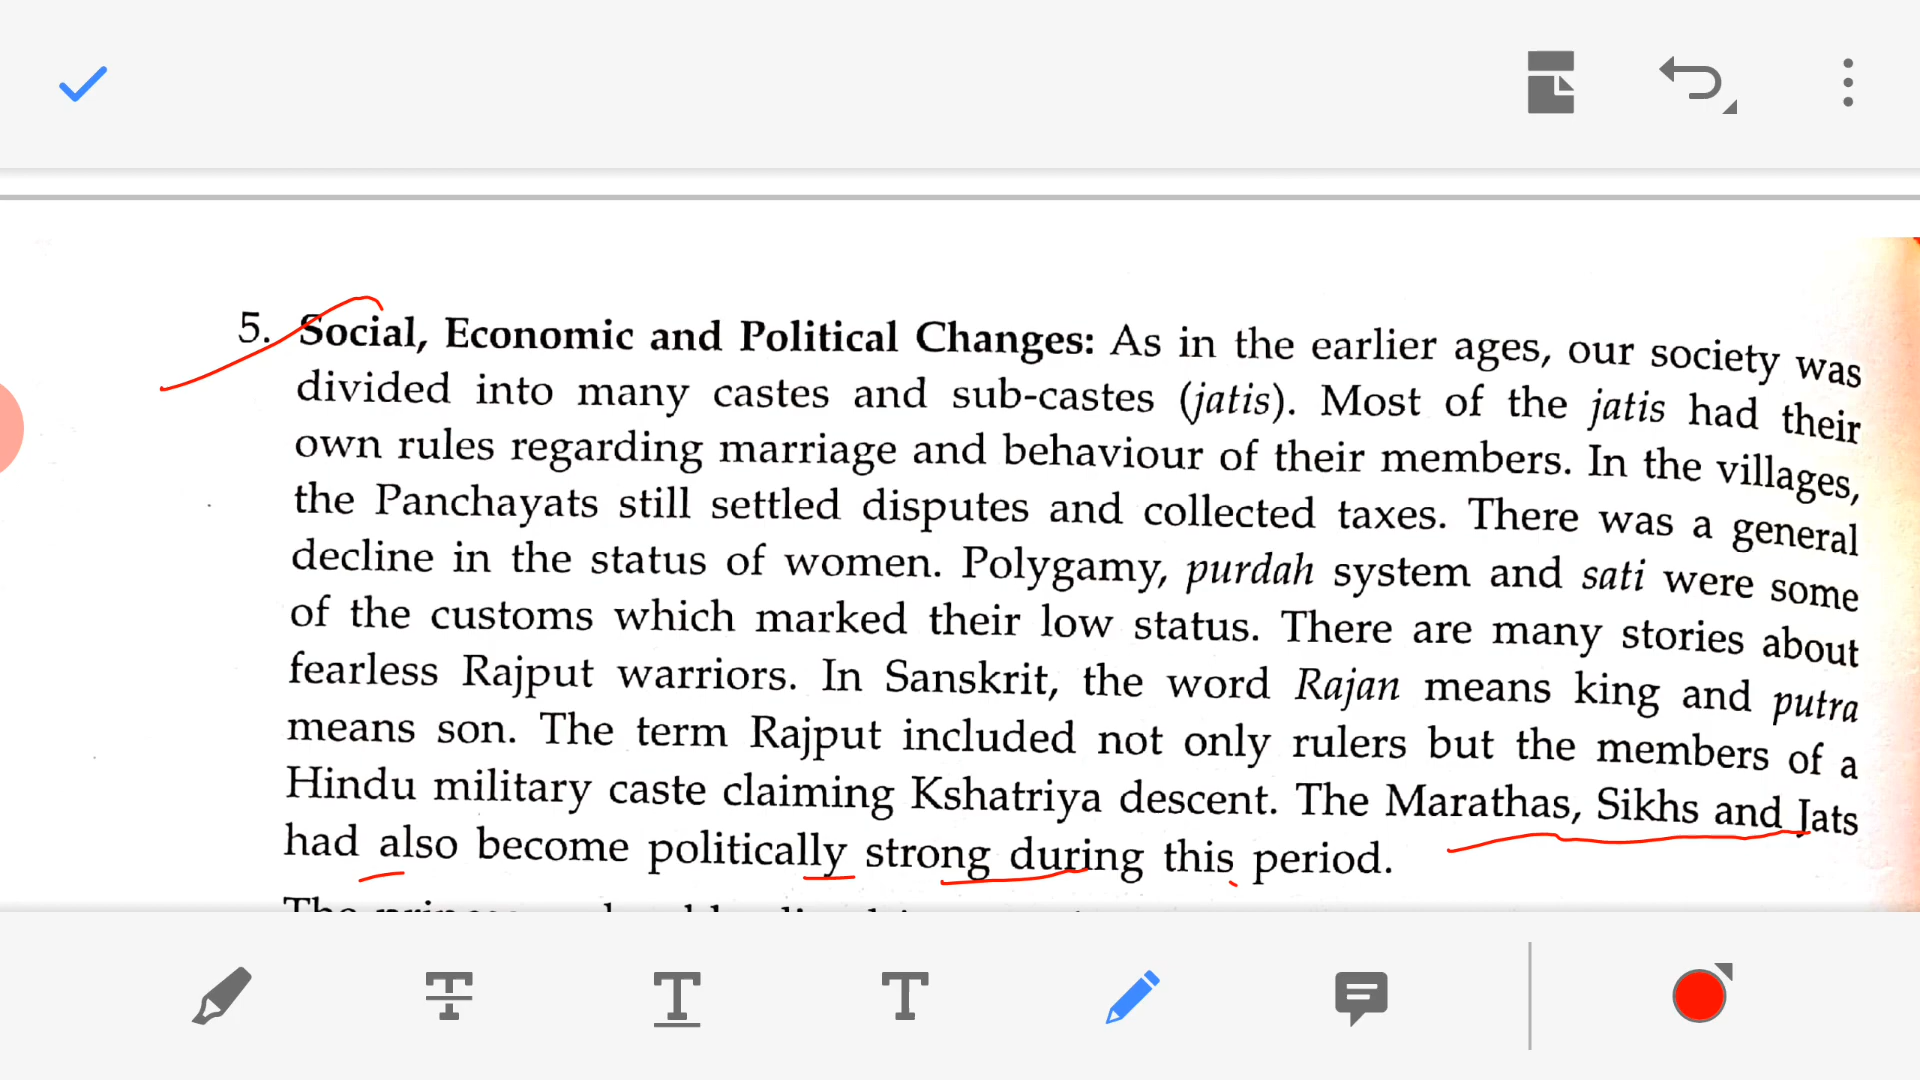 5. Social, Economic and Political Changes: As in the earlier ages, our society was
divided into many castes and sub-castes (jatis). Most of the jatis had their
own rules regarding marriage and behaviour of their members. In the villages,
the Panchayats still settled disputes and collected taxes. There was a general
decline in the status of women. Polygamy, purdah system and sati were some
of the customs which marked their low status. There are many stories about
fearless Rajput warriors. In Sanskrit, the word Rajan means king and putra
means son. The term Rajput included not only rulers but the members of a
Hindu military caste claiming Kshatriya descent. The Marathas, Sikhs and Jats
had also become politically strong during this period.
The